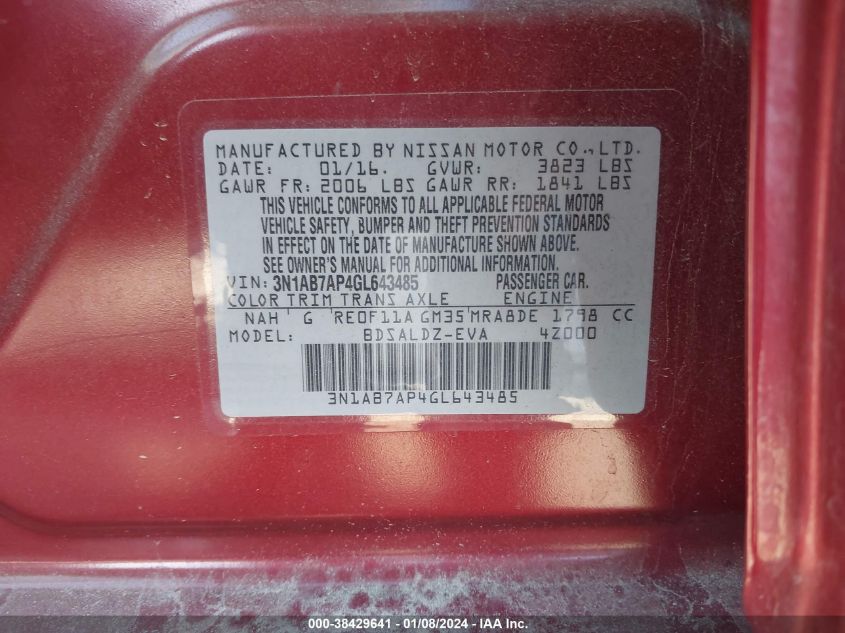 MANUFACTURED BY NISSAN MOTOR CO.,LTD.
DATE: 01/16. GVWR: 3823 LBS
GAWR FR: 2006 LBS GAWR RR: 1841 LBS
THIS VEHICLE CONFORMS TO ALL APPLICABLE FEDERAL MOTOR
VEHICLE SAFETY, BUMPER AND THEFT PREVENTION STANDARDS
IN EFFECT ON THE DATE OF MANUFACTURE SHOWN ABOVE.
SEE OWNER'S MANUAL FOR ADDITIONAL INFORMATION.
VIN: 3N1AB7AP4GL643485 PASSENGER CAR.
COLOR TRIM TRANS AXLE ENGINE
NAH G RE0F11A GM35 MRA8DE 1798 CC
MODEL: BDSALDZ-EVA 4Z000
3N1AB7AP4GL643485
000-38429641 - 01/08/2024 - IAA Inc.